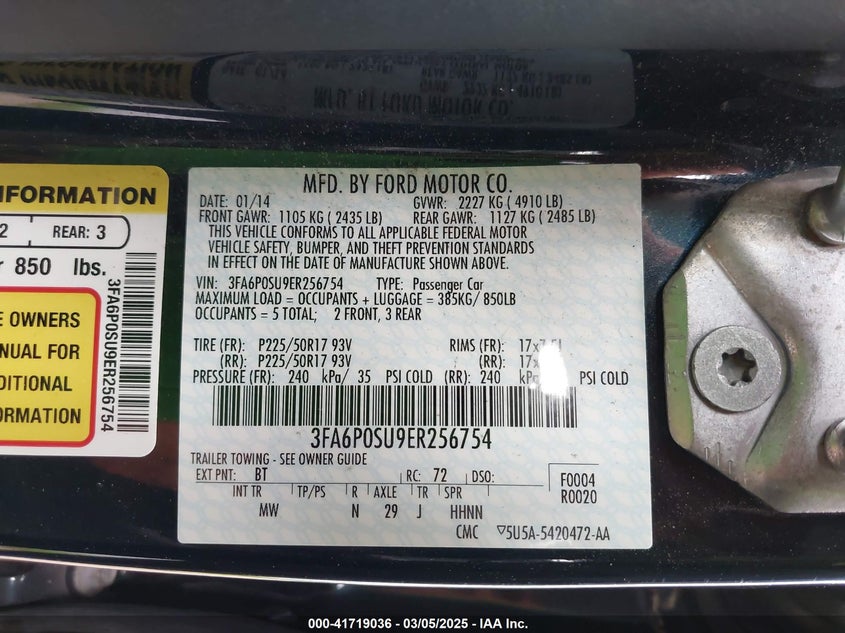 MFD. BY FORD MOTOR CO.
DATE: 01/14 GVWR: 2227 KG ( 4910 LB)
FRONT GAWR: 1105 KG ( 2435 LB) REAR GAWR: 1127 KG ( 2485 LB)
THIS VEHICLE CONFORMS TO ALL APPLICABLE FEDERAL MOTOR
VEHICLE SAFETY, BUMPER, AND THEFT PREVENTION STANDARDS
IN EFFECT ON THE DATE OF MANUFACTURE SHOWN ABOVE.
VIN: 3FA6P0SU9ER256754 TYPE: Passenger Car
MAXIMUM LOAD = OCCUPANTS + LUGGAGE = 385KG/ 850LB
OCCUPANTS = 5 TOTAL; 2 FRONT, 3 REAR
TIRE (FR): P225/50R17 93V RIMS (FR):
(RR): P225/50R17 93V (RR):
PRESSURE (FR): 240 kPa/ 35 PSI COLD (RR): 240 PSI COLD
3FA6P0SU9ER256754
TRAILER TOWING - SEE OWNER GUIDE
EXT PNT: BT RC: 72 DSO: F0004
INT TR TP/PS R AXLE TR SPR R0020
MW N 29 J HHNN
CMC ▽5U5A-5420472-AA
INFORMATION
2 REAR: 3
850 lbs.
OWNERS
FOR
INFORMATION
3FA6P0SU9ER256754
000-41719036 - 03/05/2025 - IAA Inc.